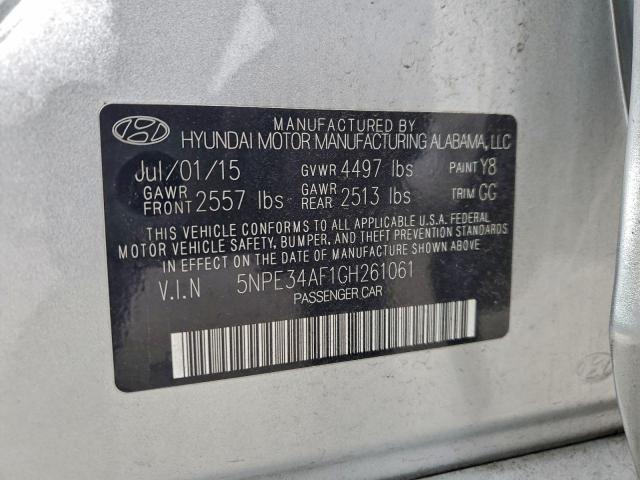 MANUFACTURED BY
HYUNDAI MOTOR MANUFACTURING ALABAMA, LLC
Jul/01/15 GVWR 4497 lbs PAINT Y8
GAWR FRONT 2557 lbs GAWR REAR 2513 lbs TRIM GG
THIS VEHICLE CONFORMS TO ALL APPLICABLE U.S.A. FEDERAL
MOTOR VEHICLE SAFETY, BUMPER, AND THEFT PREVENTION STANDARDS
IN EFFECT ON THE DATE OF MANUFACTURE SHOWN ABOVE.
V.I.N 5NPE34AF1GH261061
PASSENGER CAR